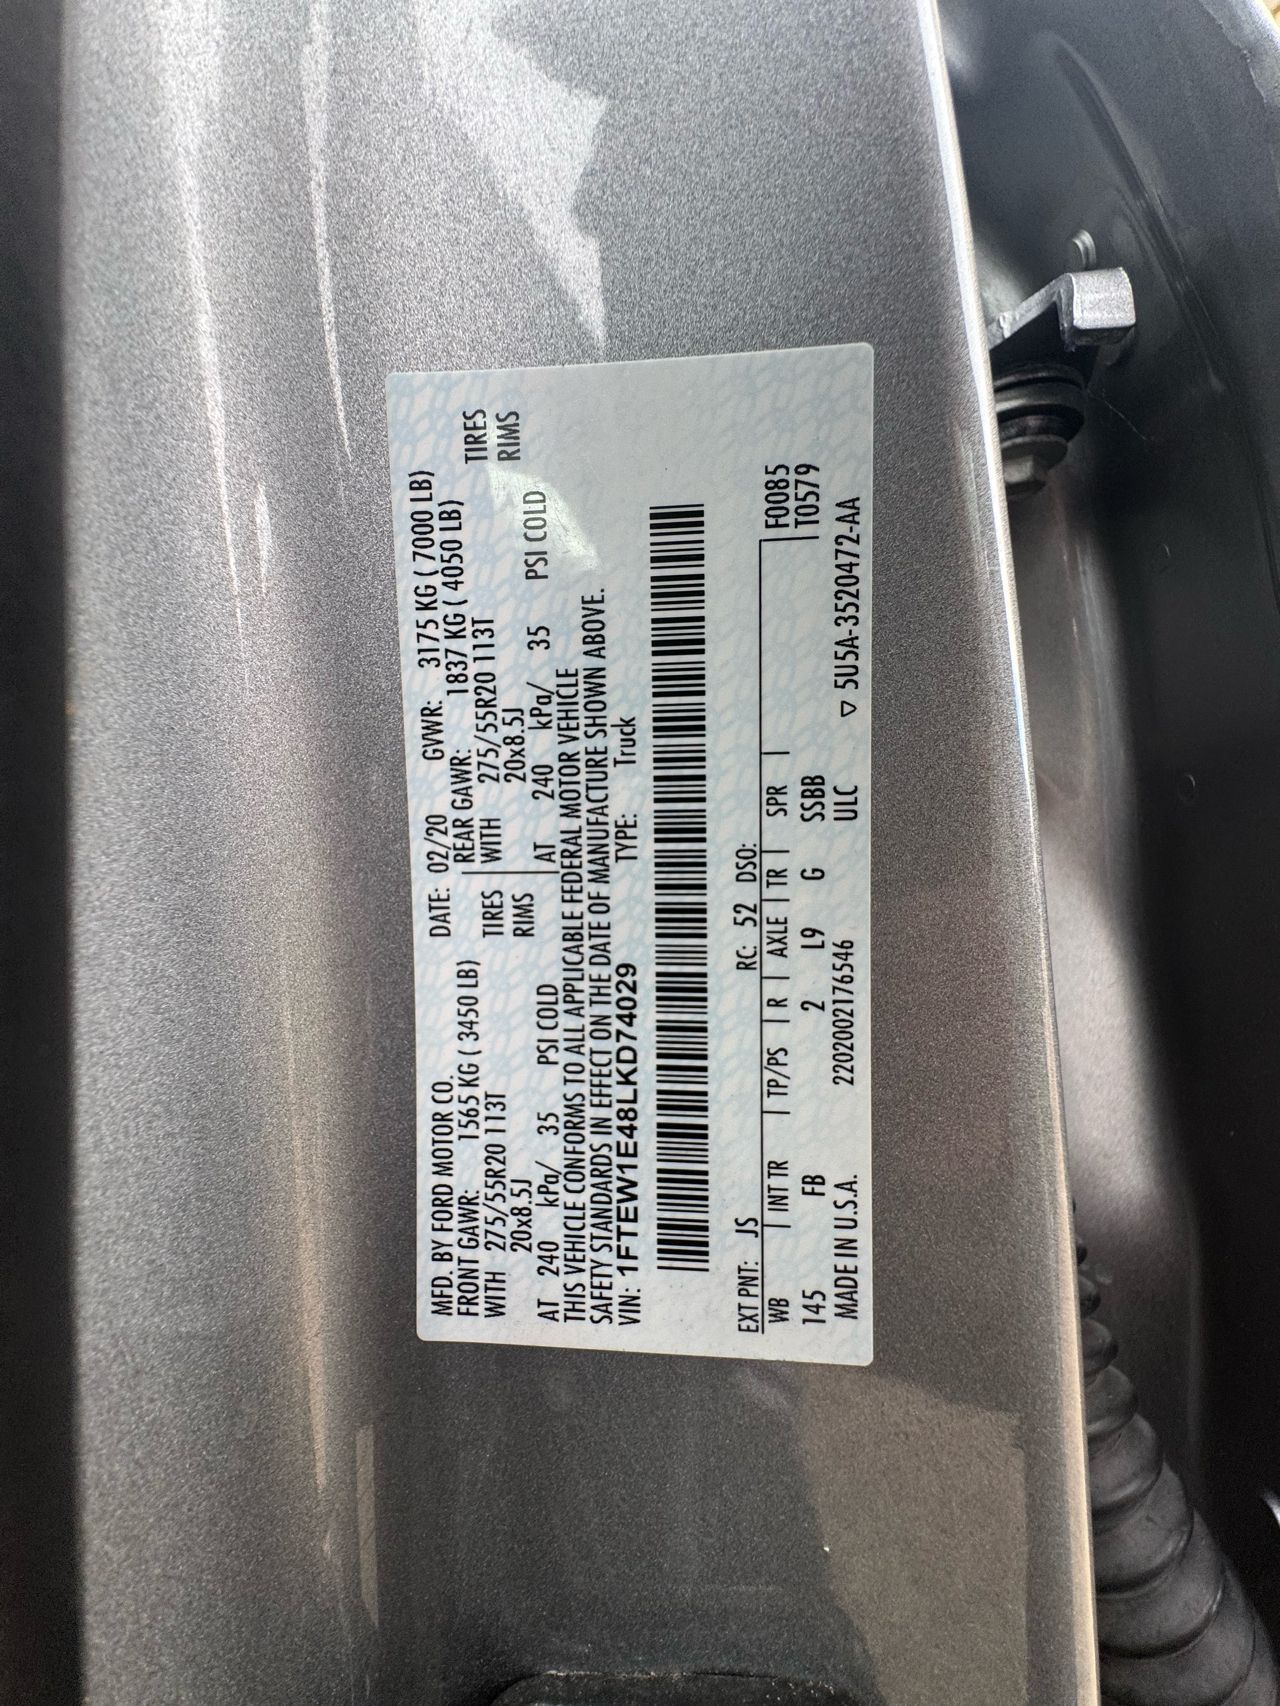 MFD. BY FORD MOTOR CO. DATE: 02/20 GVWR: 3175 KG ( 7000 LB)
FRONT GAWR: 1565 KG ( 3450 LB) REAR GAWR: 1837 KG ( 4050 LB)
WITH 275/55R20 113T TIRES WITH 275/55R20 113T TIRES
20x8.5J RIMS 20x8.5J RIMS
AT 240 kPa/ 35 PSI COLD AT 240 kPa/ 35 PSI COLD
THIS VEHICLE CONFORMS TO ALL APPLICABLE FEDERAL MOTOR VEHICLE
SAFETY STANDARDS IN EFFECT ON THE DATE OF MANUFACTURE SHOWN ABOVE.
VIN: 1FTEW1E48LKD74029 TYPE: Truck
EXT PNT: JS RC: 52 DSO: F0085
WB INT TR TP/PS R AXLE TR SPR T0579
145 FB 2 L9 G SSBB
MADE IN U.S.A. 2202002176546 ULC ▽ 5U5A-3520472-AA